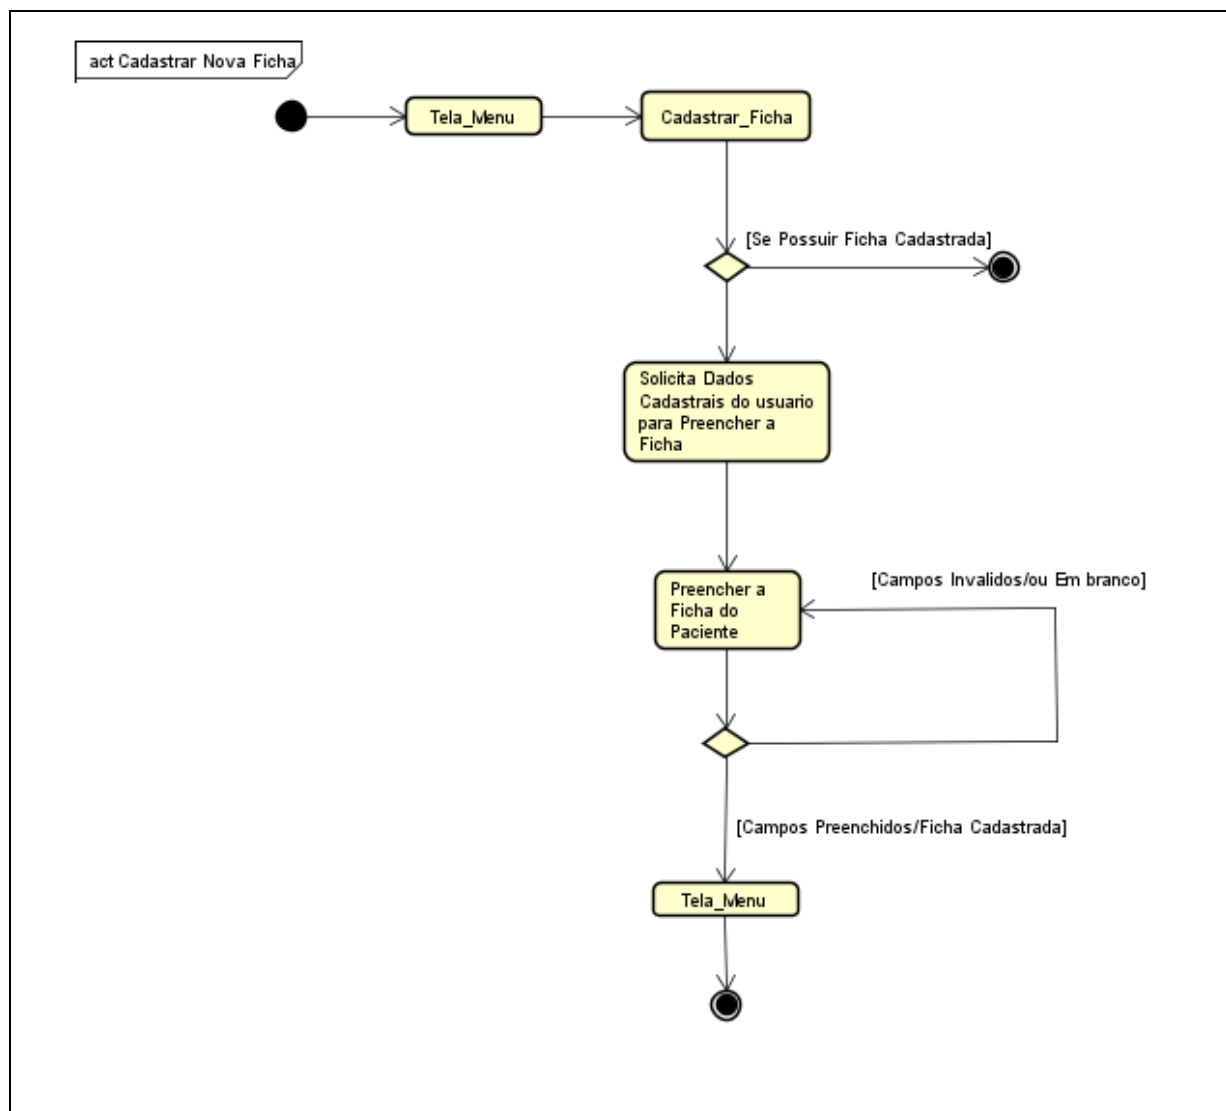 act Cadastrar Nova Ficha
Tela_Menu
Cadastrar_Ficha
[Se Possuir Ficha Cadastrada]
Solicita Dados
Cadastrais do usuario
para Preencher a
Ficha
Preencher a
Ficha do
Paciente
[Campos Invalidos/ou Em branco]
[Campos Preenchidos/Ficha Cadastrada]
Tela_Menu